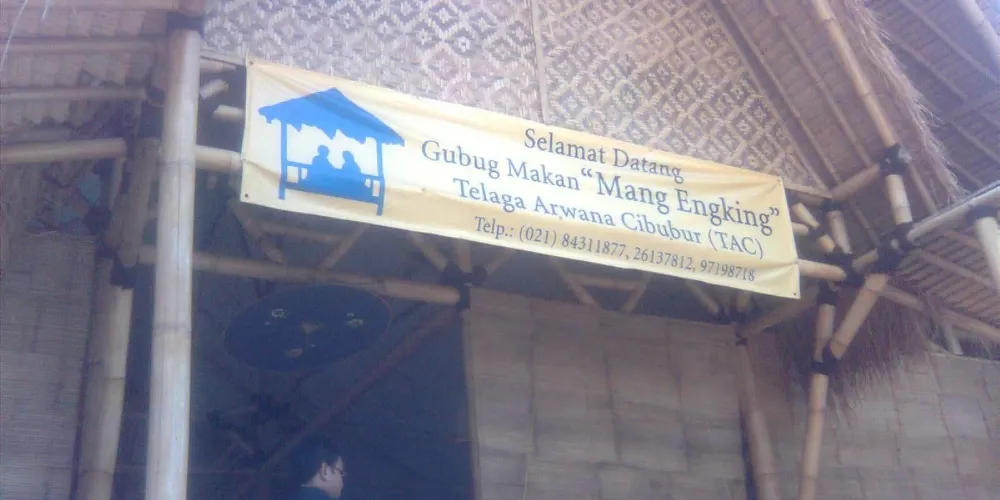 Selamat Datang
Gubug Makan "Mang Engking"
Telaga Arwana Cibubur (TAC)
Telp.: (021) 84311877, 26137812, 97198718